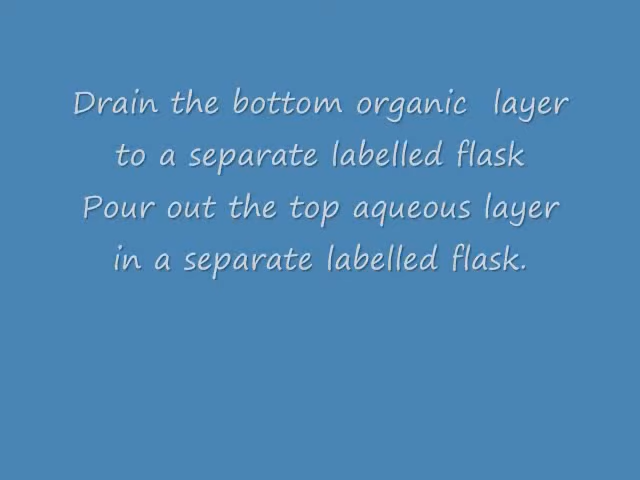 Drain the bottom organic layer
to a separate labelled flask
Pour out the top aqueous layer
in a separate labelled flask.